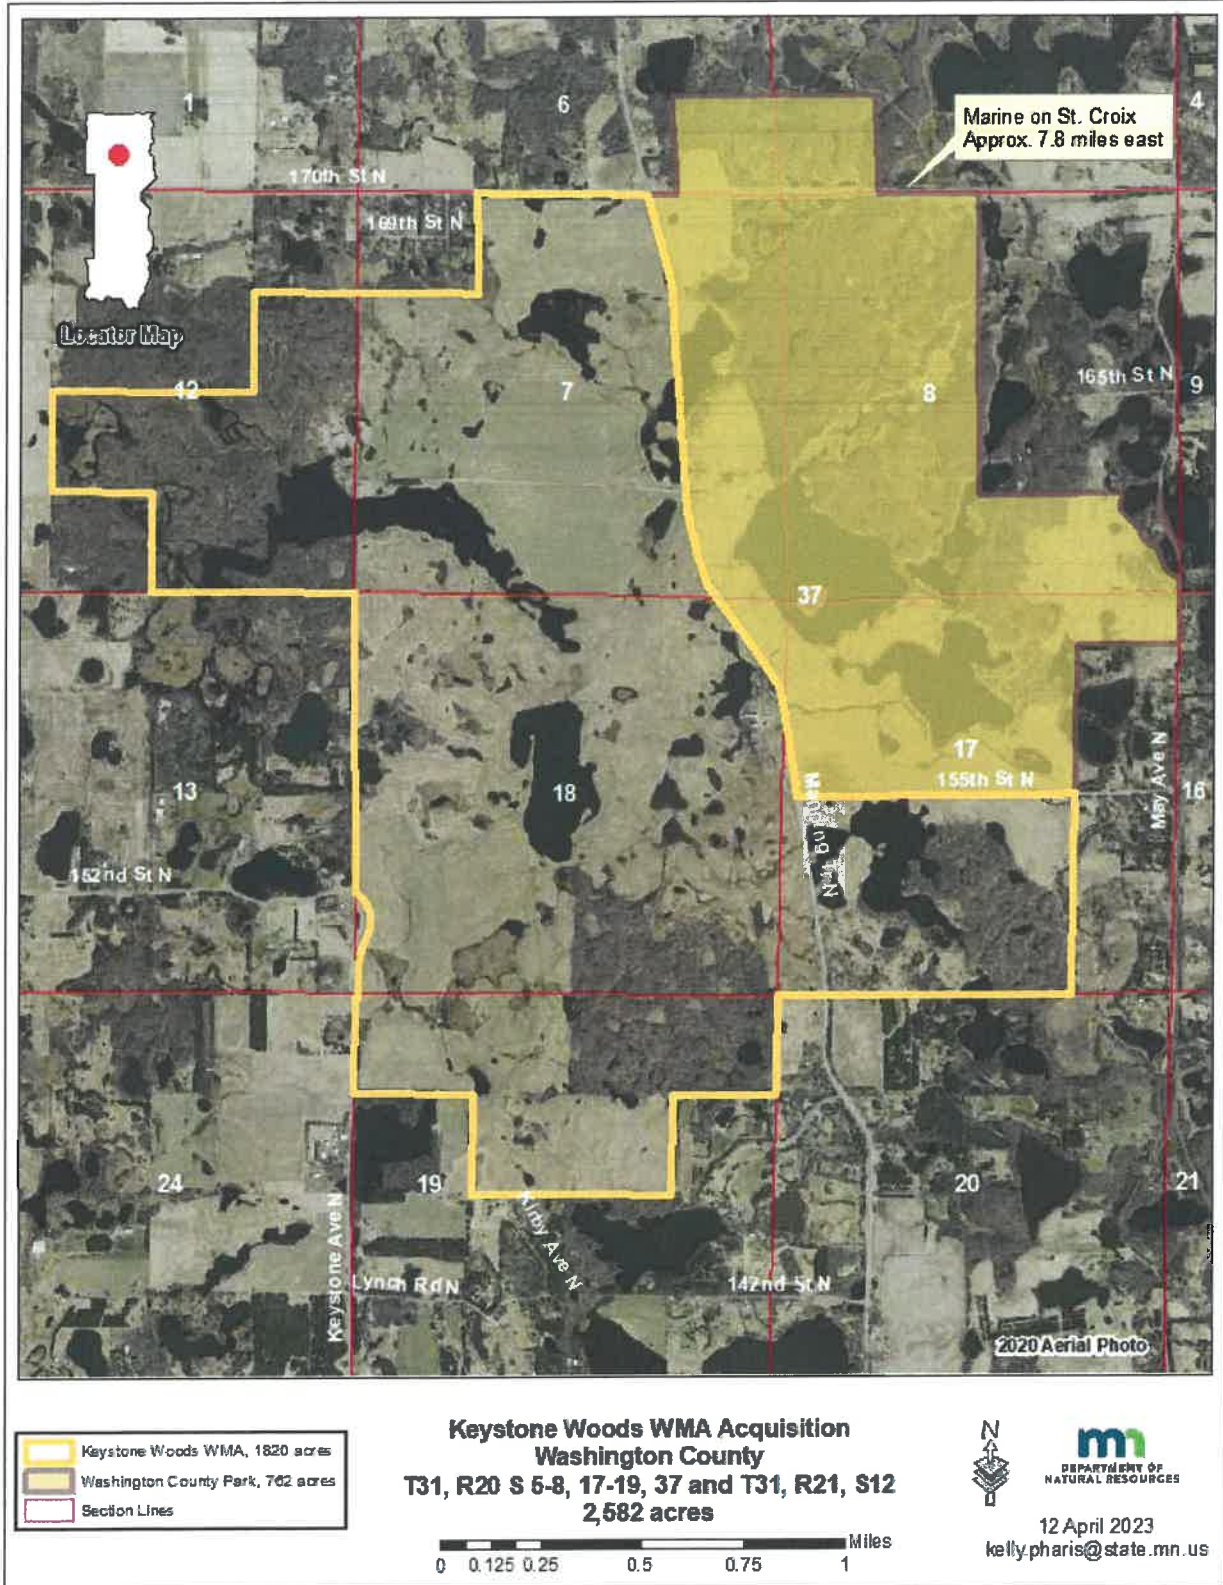 1
6
4
Marine on St. Croix
Approx. 7.8 miles east
170th St N
169th St N
Locator Map
12
7
8
165th St N
9
37
18
17
155th St N
13
Manning Tr N
May Ave N
16
152nd St N
24
19
20
21
Keystone Ave N
Kirby Ave N
Lynch Rd N
142nd St N
2020 Aerial Photo
Keystone Woods WMA, 1820 acres
Washington County Park, 762 acres
Section Lines
Keystone Woods WMA Acquisition
Washington County
T31, R20 S 5-8, 17-19, 37 and T31, R21, S12
2,582 acres
Miles
0 0.125 0.25 0.5 0.75 1
N
mn
DEPARTMENT OF
NATURAL RESOURCES
12 April 2023
kelly.pharis@state.mn.us